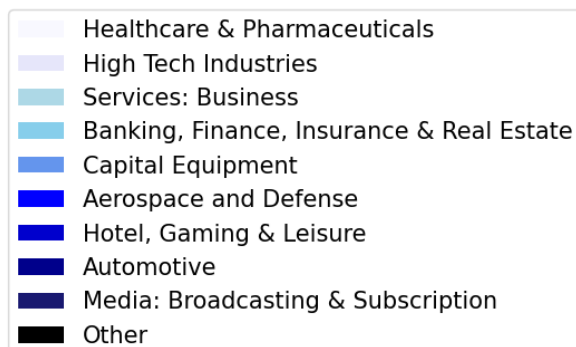 Healthcare & Pharmaceuticals
High Tech Industries
Services: Business
Banking, Finance, Insurance & Real Estate
Capital Equipment
Aerospace and Defense
Hotel, Gaming & Leisure
Automotive
Media: Broadcasting & Subscription
Other